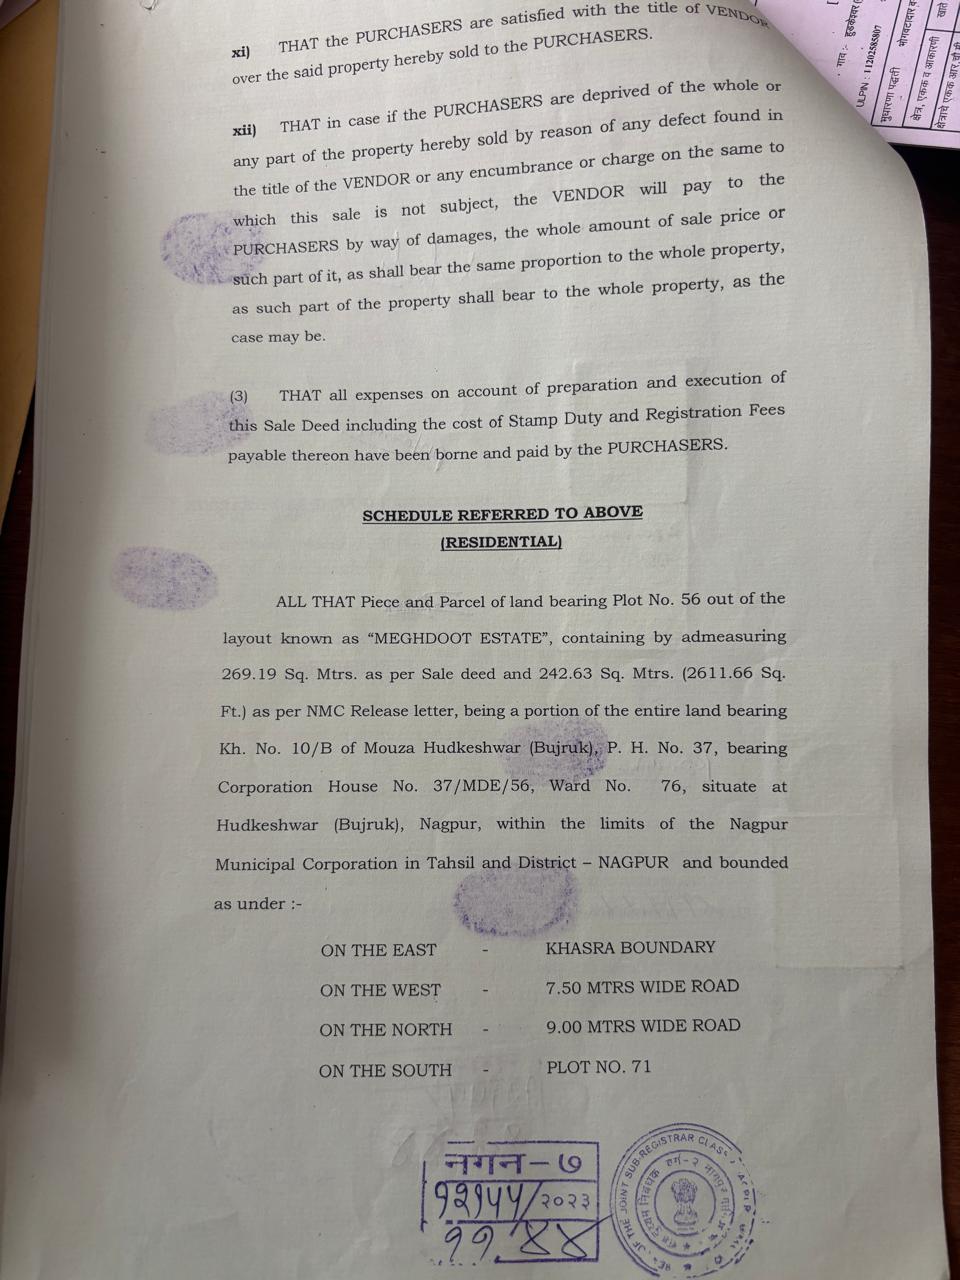 xi) THAT the PURCHASERS are satisfied with the title of VENDOR
over the said property hereby sold to the PURCHASERS.
xii) THAT in case if the PURCHASERS are deprived of the whole or
any part of the property hereby sold by reason of any defect found in
the title of the VENDOR or any encumbrance or charge on the same to
which this sale is not subject, the VENDOR will pay to the
PURCHASERS by way of damages, the whole amount of sale price or
such part of it, as shall bear the same proportion to the whole property,
as such part of the property shall bear to the whole property, as the
case may be.
(3) THAT all expenses on account of preparation and execution of
this Sale Deed including the cost of Stamp Duty and Registration Fees
payable thereon have been borne and paid by the PURCHASERS.
SCHEDULE REFERRED TO ABOVE
(RESIDENTIAL)
ALL THAT Piece and Parcel of land bearing Plot No. 56 out of the
layout known as “MEGHDOOT ESTATE”, containing by admeasuring
269.19 Sq. Mtrs. as per Sale deed and 242.63 Sq. Mtrs. (2611.66 Sq.
Ft.) as per NMC Release letter, being a portion of the entire land bearing
Kh. No. 10/B of Mouza Hudkeshwar (Bujruk), P. H. No. 37, bearing
Corporation House No. 37/MDE/56, Ward No. 76, situate at
Hudkeshwar (Bujruk), Nagpur, within the limits of the Nagpur
Municipal Corporation in Tahsil and District – NAGPUR and bounded
as under :-
ON THE EAST - KHASRA BOUNDARY
ON THE WEST - 7.50 MTRS WIDE ROAD
ON THE NORTH - 9.00 MTRS WIDE ROAD
ON THE SOUTH - PLOT NO. 71
नगन-७
१२१५५/२०२३
११ ४४
JOINT SUB-REGISTRAR CLASS
गाव :- हुडकेश्वर
ULPIN : 11202585807
भुधारणा पद्धती
क्षेत्र, एकक व आकारणी